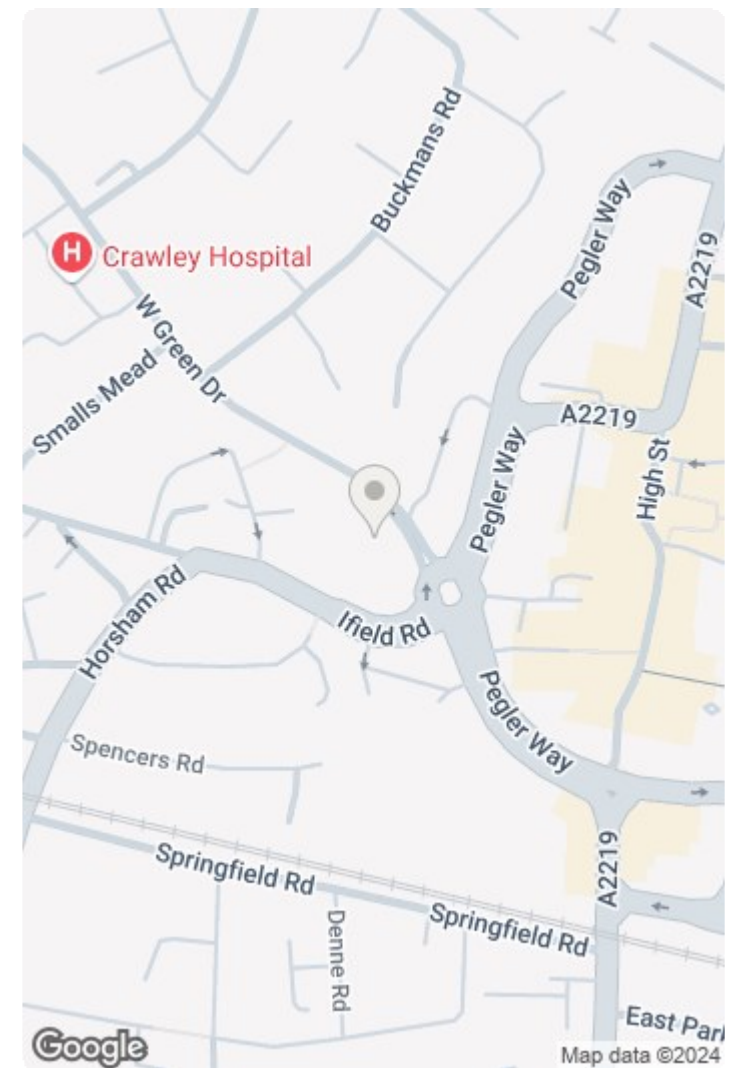 Buckmans Rd
Pegler Way
A2219
H
Crawley Hospital
W Green Dr
Smalls Mead
A2219
High St
Pegler Way
Horsham Rd
Ifield Rd
Pegler Way
Spencers Rd
Springfield Rd
A2219
Denne Rd
Springfield Rd
East Par
Google
Map data ©2024